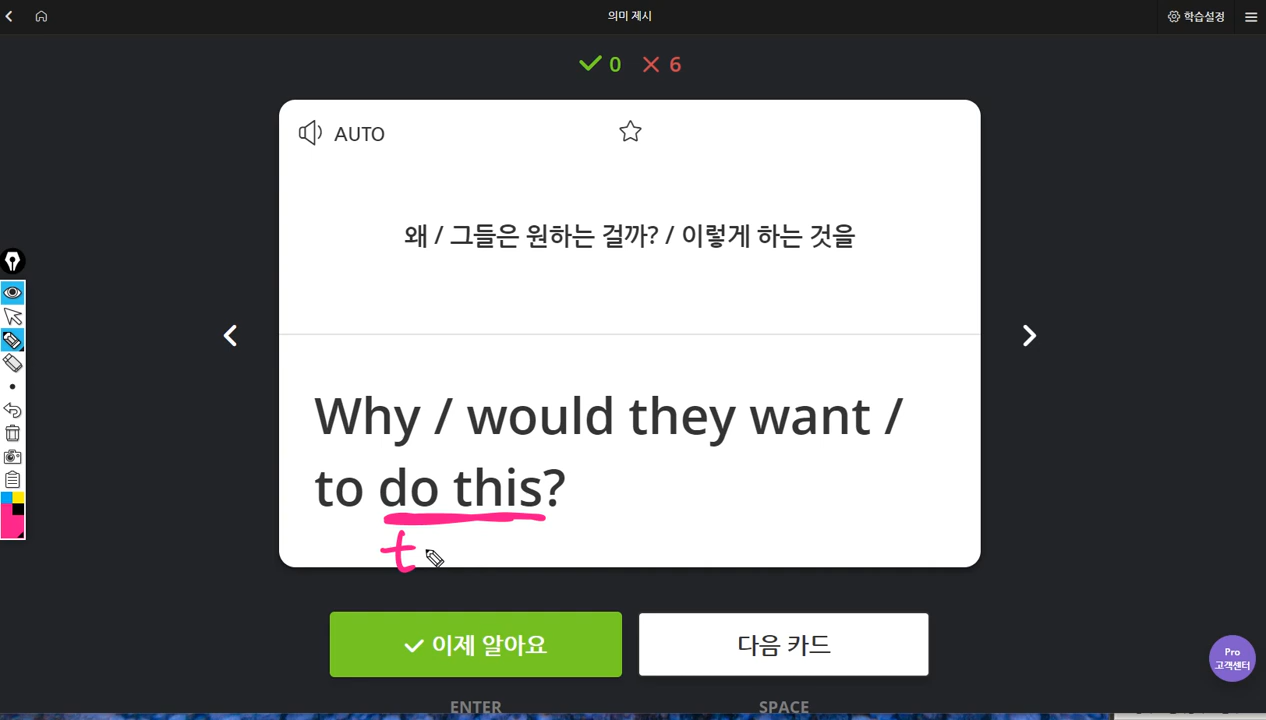 의미 제시
학습설정
0 6
AUTO
왜 / 그들은 원하는 걸까? / 이렇게 하는 것을
Why / would they want /
to do this?
t
이제 알아요
다음 카드
ENTER
SPACE
Pro
고객센터